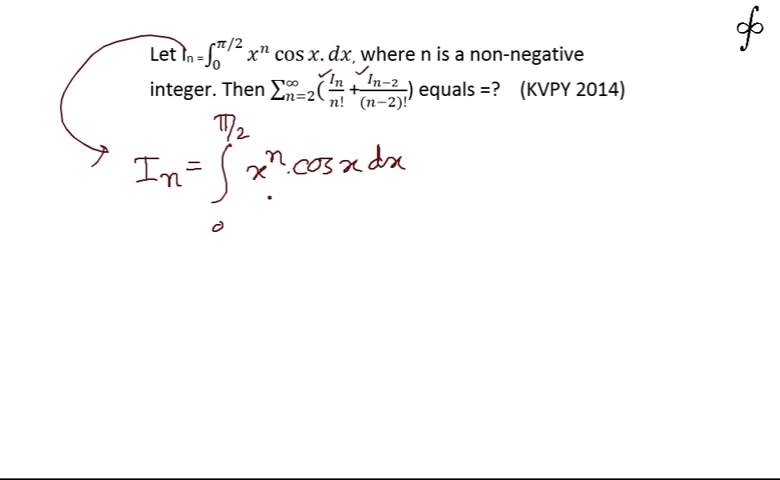 Let Iₙ = ∫₀^{π/2} xⁿ cos x. dx, where n is a non-negative
integer. Then ∑_{n=2}^{∞}(Iₙ/n! + Iₙ₋₂/(n−2)!) equals =? (KVPY 2014)
Iₙ = ∫₀^{π/2} xⁿ.cos x dx